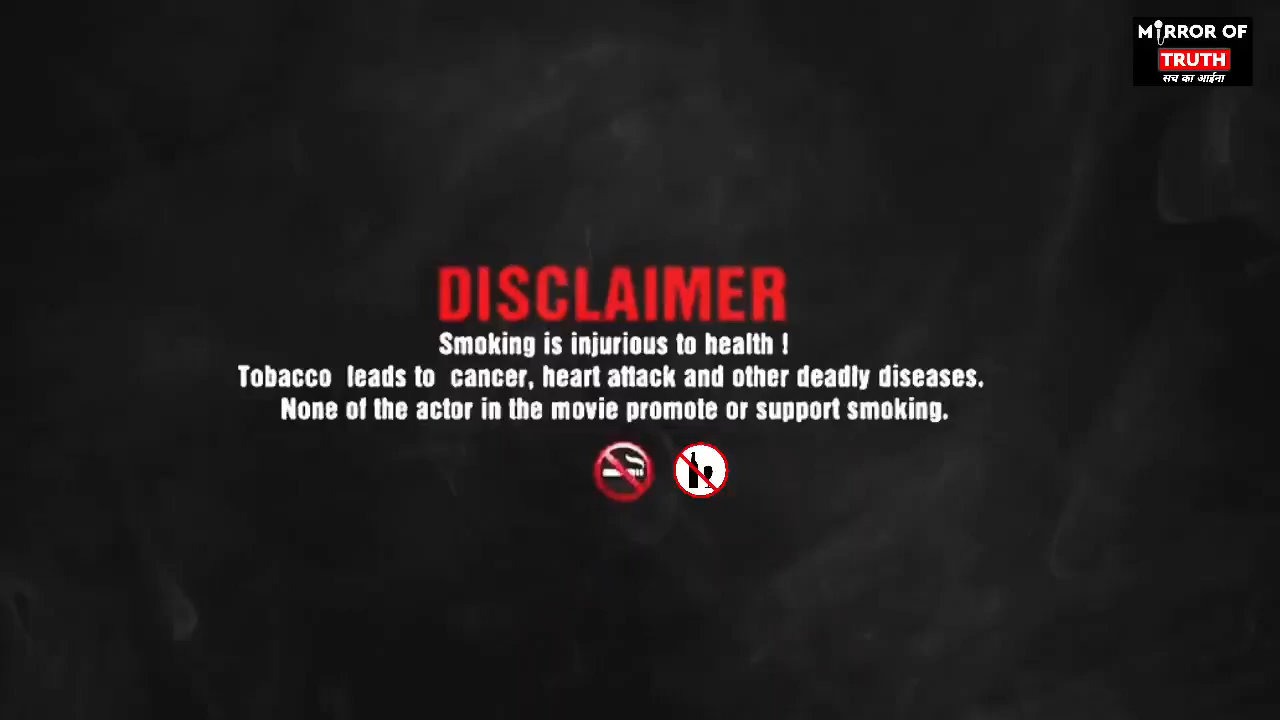 MIRROR OF
TRUTH
सच का आईना
DISCLAIMER
Smoking is injurious to health !
Tobacco leads to cancer, heart attack and other deadly diseases.
None of the actor in the movie promote or support smoking.